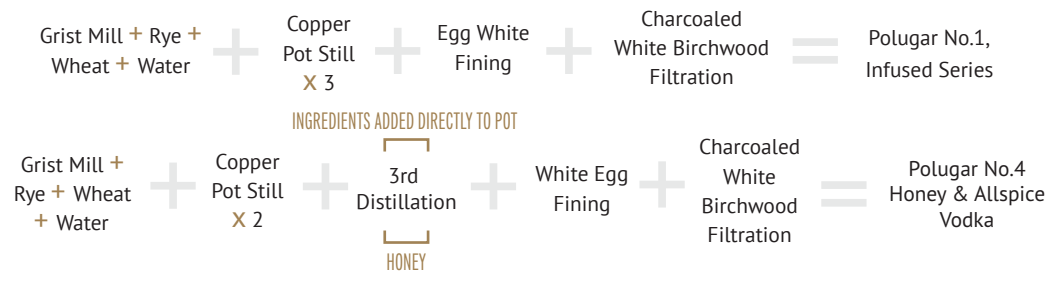 Grist Mill + Rye +
Wheat + Water
+
Copper
Pot Still
X 3
+
Egg White
Fining
+
Charcoaled
White Birchwood
Filtration
=
Polugar No.1,
Infused Series
INGREDIENTS ADDED DIRECTLY TO POT
Grist Mill +
Rye + Wheat
+ Water
+
Copper
Pot Still
X 2
+
3rd
Distillation
HONEY
+
White Egg
Fining
+
Charcoaled
White
Birchwood
Filtration
=
Polugar No.4
Honey & Allspice
Vodka